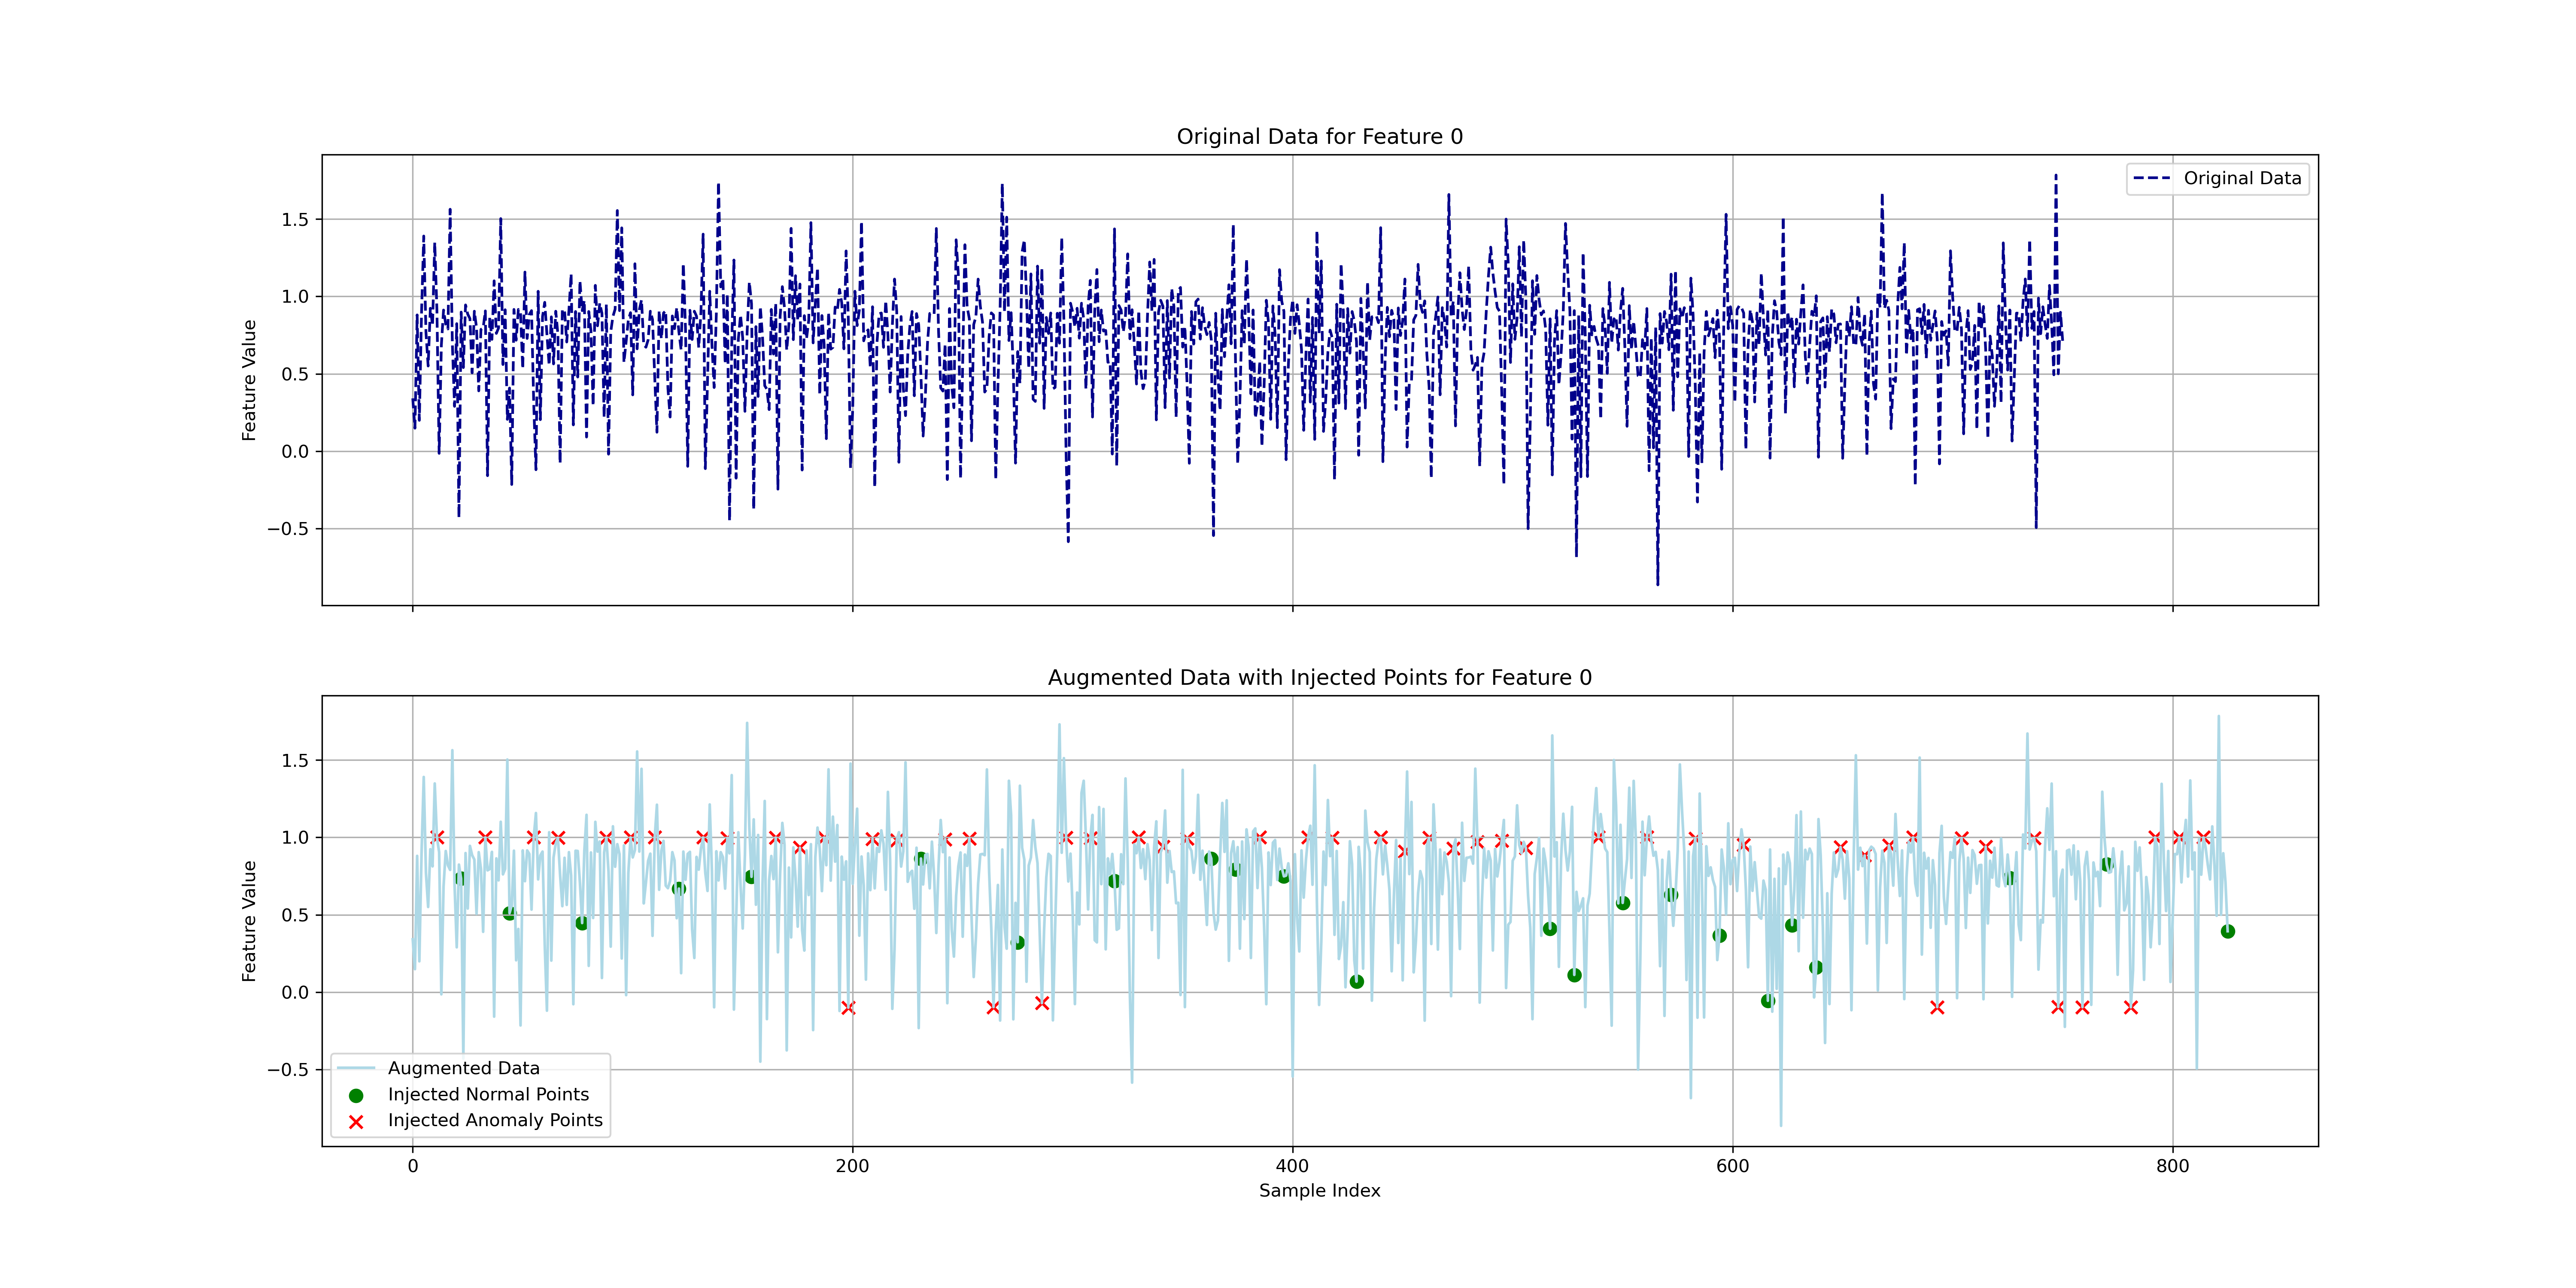 Original Data for Feature 0
Original Data
1.5
1.0
0.5
0.0
−0.5
Feature Value
Augmented Data with Injected Points for Feature 0
1.5
1.0
0.5
0.0
−0.5
Feature Value
Augmented Data
Injected Normal Points
Injected Anomaly Points
0 200 400 600 800
Sample Index